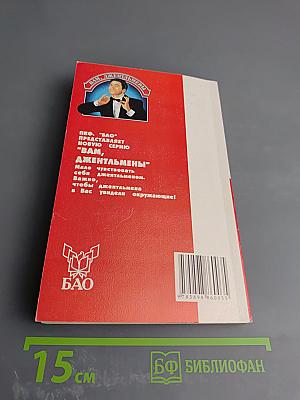 ВАМ, ДЖЕНТЛЬМЕНЫ
ПКФ. "БАО"
ПРЕДСТАВЛЯЕТ
НОВУЮ СЕРИЮ
"ВАМ,
ДЖЕНТЛЬМЕНЫ"
Мало чувствовать
себя джентльменом.
Важно,
чтобы джентльмена
в Вас увидели окружающие!
БАО
15 см
БФ БИБЛИОФАН